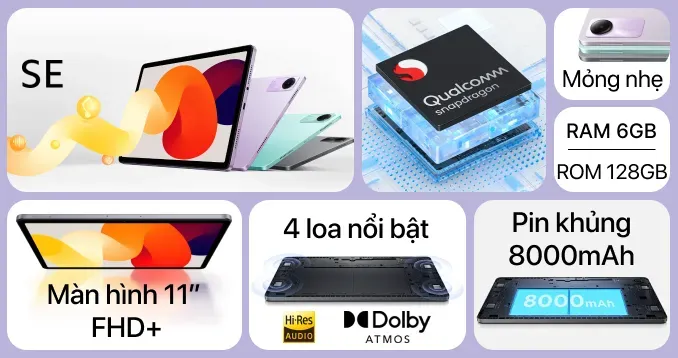 SE
Qualcomm
snapdragon
Mỏng nhẹ
RAM 6GB
ROM 128GB
Màn hình 11”
FHD+
4 loa nổi bật
Hi-Res
AUDIO
Dolby
ATMOS
Pin khủng
8000mAh
8000mAh